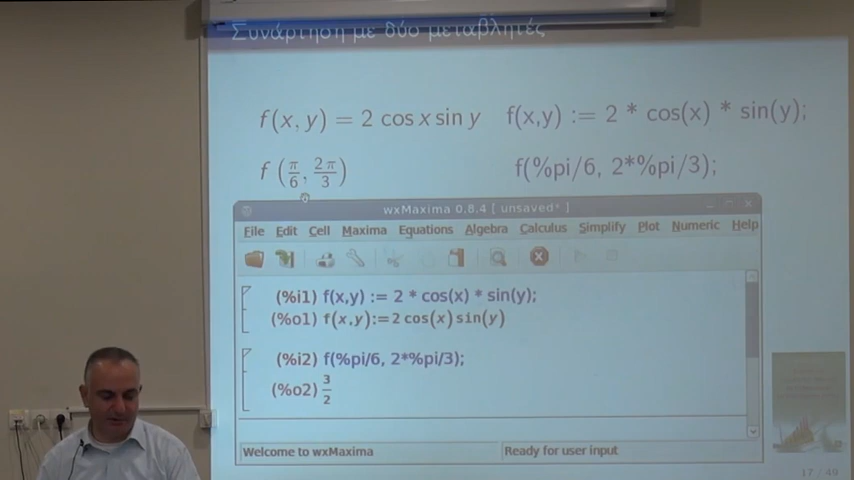 Συνάρτηση με δύο μεταβλητές
f(x, y) = 2 cos x sin y f(x,y) := 2 * cos(x) * sin(y);
f (π/6, 2π/3) f(%pi/6, 2*%pi/3);
wxMaxima 0.8.4 [ unsaved* ]
File Edit Cell Maxima Equations Algebra Calculus Simplify Plot Numeric Help
(%i1) f(x,y) := 2 * cos(x) * sin(y);
(%o1) f(x,y):=2 cos(x) sin(y)
(%i2) f(%pi/6, 2*%pi/3);
(%o2) 3/2
Welcome to wxMaxima Ready for user input
17 / 49